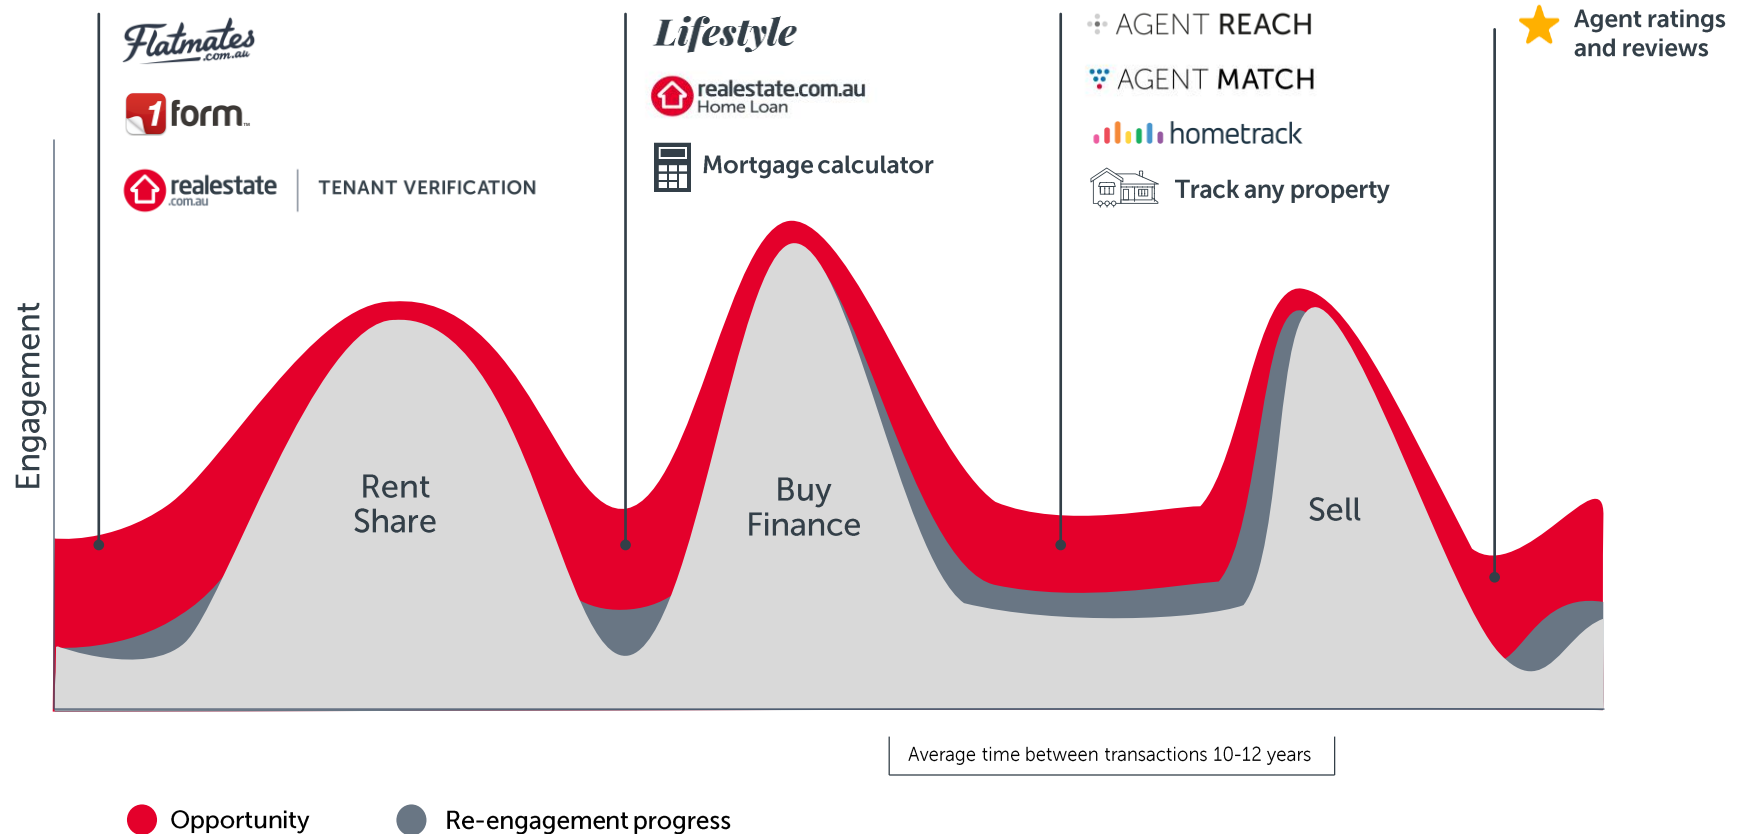 Flatmates
.com.au
1form™
realestate
.com.au
TENANT VERIFICATION
Lifestyle
realestate.com.au
Home Loan
Mortgage calculator
AGENT REACH
AGENT MATCH
hometrack
Track any property
Agent ratings
and reviews
Engagement
Rent
Share
Buy
Finance
Sell
Average time between transactions 10-12 years
Opportunity
Re-engagement progress